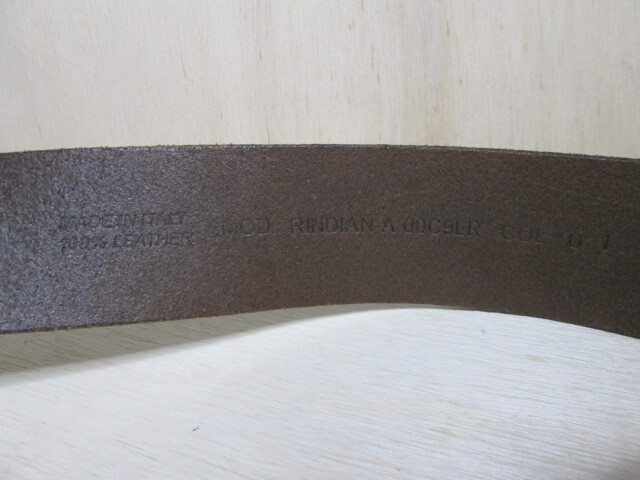 MADE IN ITALY
100% LEATHER
MOD. RINDIAN-A 00C9LR COL